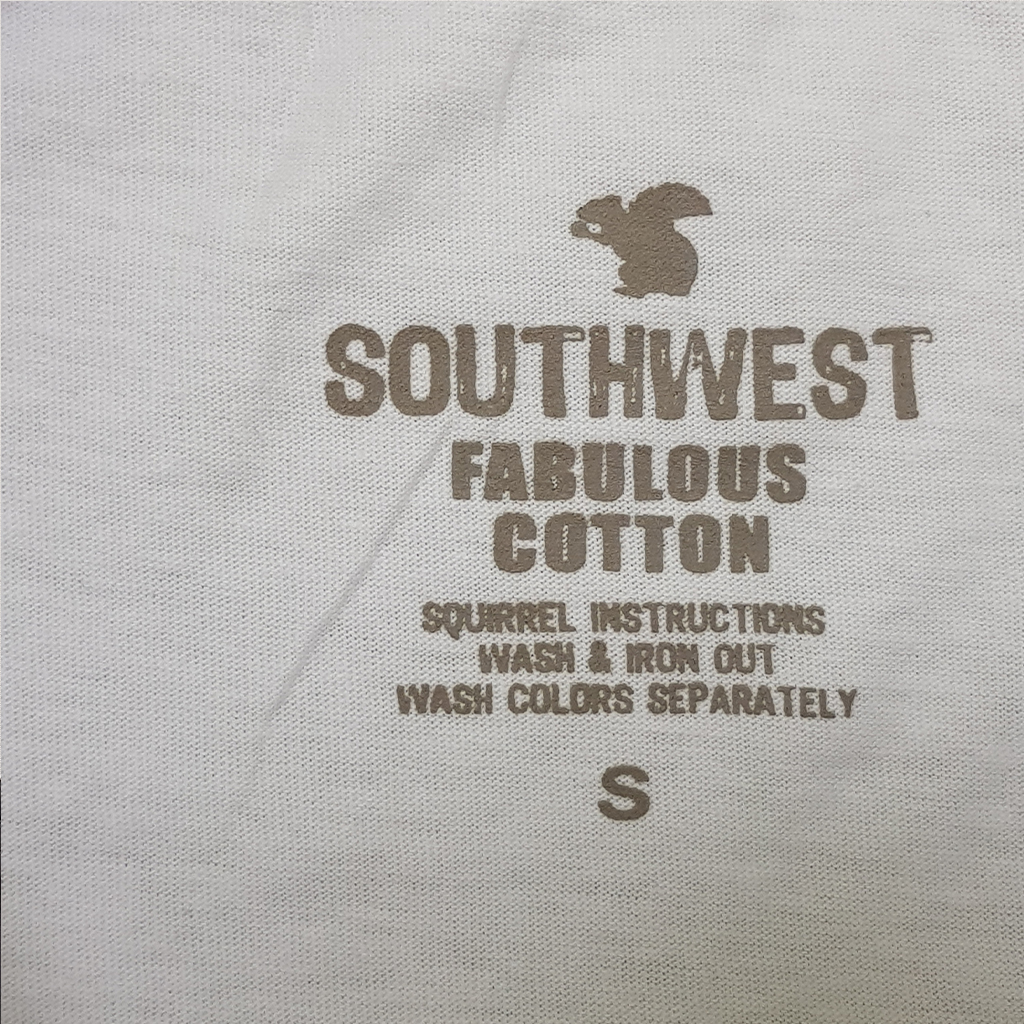 SOUTHWEST
FABULOUS
COTTON
SQUIRREL INSTRUCTIONS
WASH & IRON OUT
WASH COLORS SEPARATELY
S